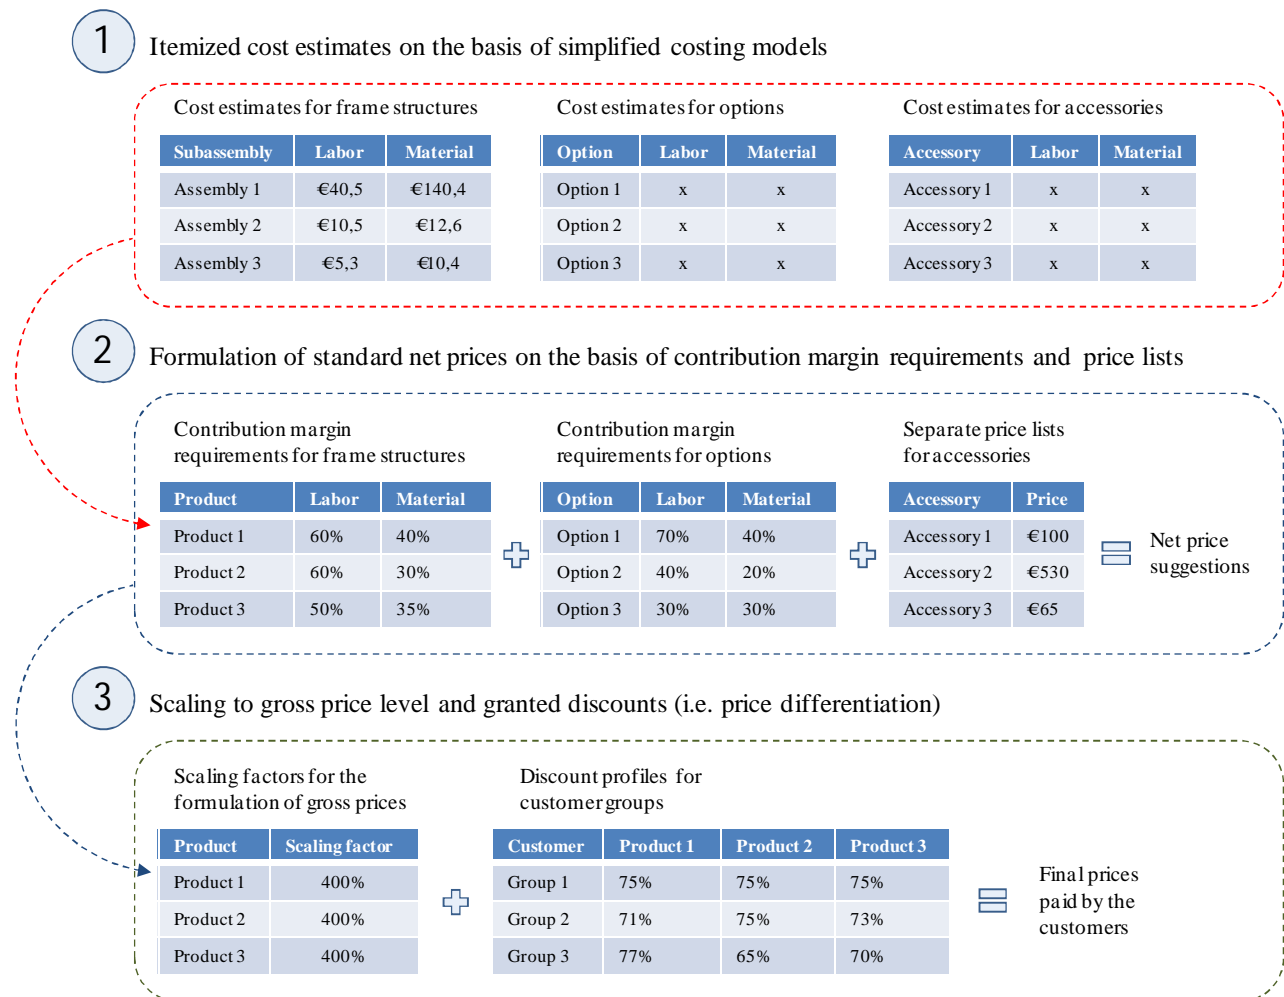 1
Itemized cost estimates on the basis of simplified costing models
Cost estimates for frame structures
Subassembly Labor Material
Assembly 1 €40,5 €140,4
Assembly 2 €10,5 €12,6
Assembly 3 €5,3 €10,4
Cost estimates for options
Option Labor Material
Option 1 x x
Option 2 x x
Option 3 x x
Cost estimates for accessories
Accessory Labor Material
Accessory 1 x x
Accessory 2 x x
Accessory 3 x x
2
Formulation of standard net prices on the basis of contribution margin requirements and price lists
Contribution margin
requirements for frame structures
Product Labor Material
Product 1 60% 40%
Product 2 60% 30%
Product 3 50% 35%
Contribution margin
requirements for options
Option Labor Material
Option 1 70% 40%
Option 2 40% 20%
Option 3 30% 30%
Separate price lists
for accessories
Accessory Price
Accessory 1 €100
Accessory 2 €530
Accessory 3 €65
Net price
suggestions
3
Scaling to gross price level and granted discounts (i.e. price differentiation)
Scaling factors for the
formulation of gross prices
Product Scaling factor
Product 1 400%
Product 2 400%
Product 3 400%
Discount profiles for
customer groups
Customer Product 1 Product 2 Product 3
Group 1 75% 75% 75%
Group 2 71% 75% 73%
Group 3 77% 65% 70%
Final prices
paid by the
customers